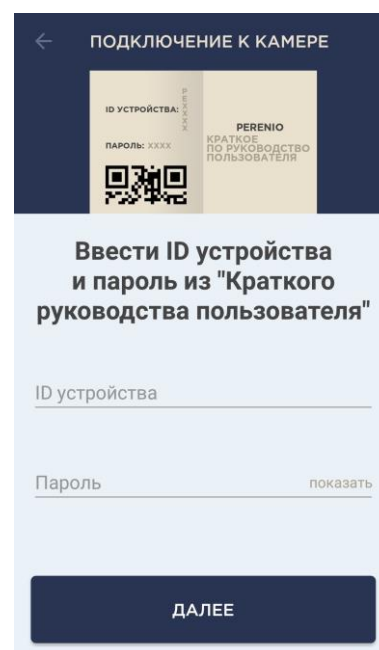 ПОДКЛЮЧЕНИЕ К КАМЕРЕ
ID УСТРОЙСТВА:
PEXXXX
ПАРОЛЬ: XXXX
PERENIO
КРАТКОЕ
ПО РУКОВОДСТВО
ПОЛЬЗОВАТЕЛЯ
Ввести ID устройства
и пароль из "Краткого
руководства пользователя"
ID устройства
Пароль
показать
ДАЛЕЕ